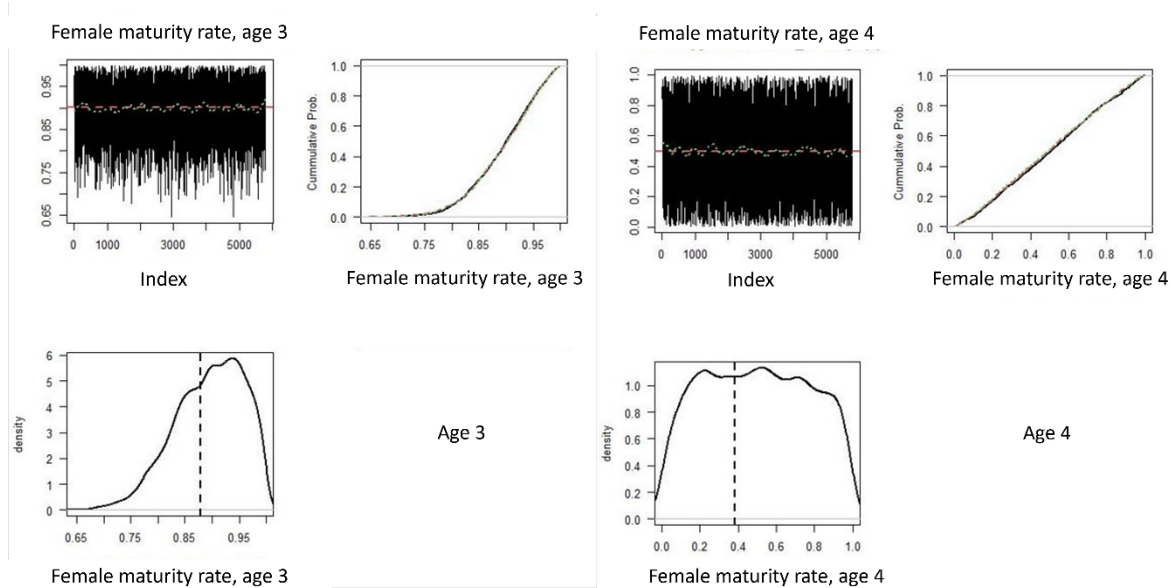 Female maturity rate, age 3
0.95
0.85
0.75
0.65
0 1000 3000 5000
Index
Cummulative Prob.
1.0
0.8
0.6
0.4
0.2
0.0
0.65 0.75 0.85 0.95
Female maturity rate, age 3
Female maturity rate, age 4
1.0
0.8
0.6
0.4
0.2
0.0
0 1000 3000 5000
Index
Cummulative Prob.
1.0
0.8
0.6
0.4
0.2
0.0
0.0 0.2 0.4 0.6 0.8 1.0
Female maturity rate, age 4
density
6
5
4
3
2
1
0
0.65 0.75 0.85 0.95
Female maturity rate, age 3
Age 3
density
1.0
0.8
0.6
0.4
0.2
0.0
0.0 0.2 0.4 0.6 0.8 1.0
Female maturity rate, age 4
Age 4